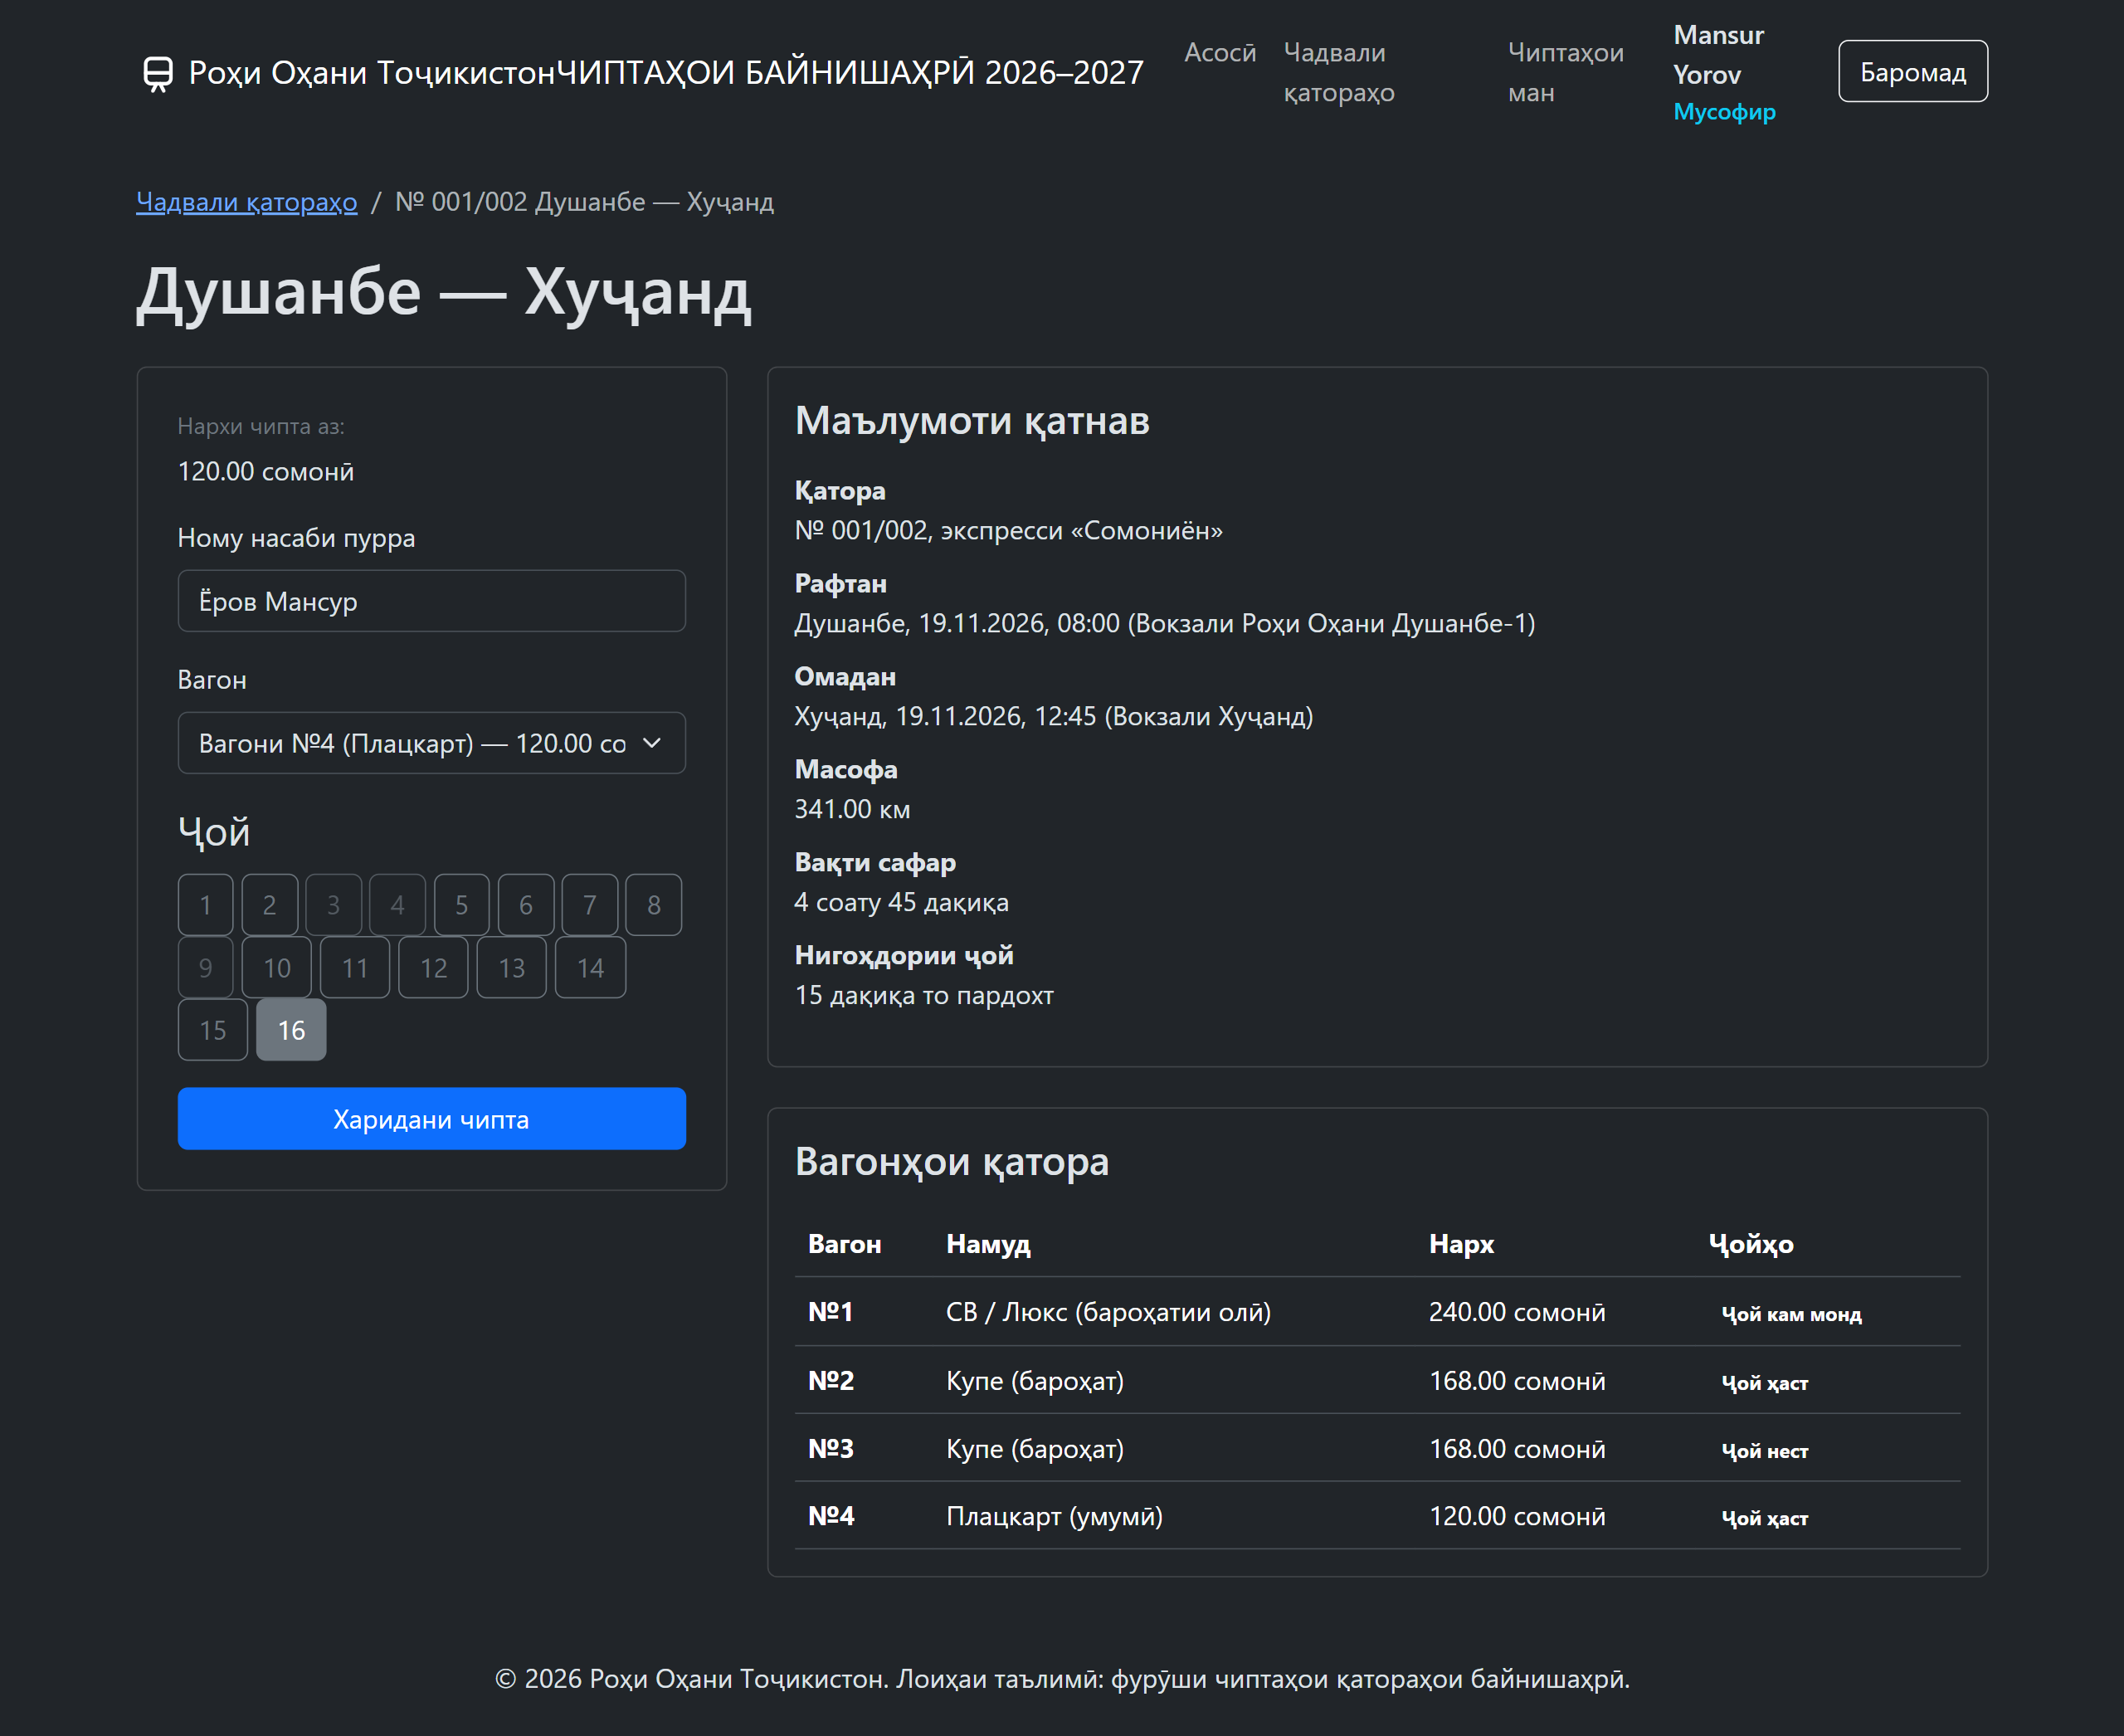 Роҳи Оҳани ТоҷикистонЧИПТАҲОИ БАЙНИШАҲРӢ 2026–2027
Асосӣ
Чадвали
қатораҳо
Чиптаҳои
ман
Mansur
Yorov
Мусофир
Баромад
Чадвали қатораҳо / № 001/002 Душанбе — Хуҷанд
Душанбе — Хуҷанд
Нархи чипта аз:
120.00 сомонӣ
Ному насаби пурра
Ёров Мансур
Вагон
Вагони №4 (Плацкарт) — 120.00 со
Ҷой
1 2 3 4 5 6 7 8
9 10 11 12 13 14
15 16
Харидани чипта
Маълумоти қатнав
Қатора
№ 001/002, экспресси «Сомониён»
Рафтан
Душанбе, 19.11.2026, 08:00 (Вокзали Роҳи Оҳани Душанбе-1)
Омадан
Хуҷанд, 19.11.2026, 12:45 (Вокзали Хуҷанд)
Масофа
341.00 км
Вақти сафар
4 соату 45 дақиқа
Нигоҳдории ҷой
15 дақиқа то пардохт
Вагонҳои қатора
Вагон Намуд Нарх Ҷойҳо
№1 СВ / Люкс (бароҳатии олӣ) 240.00 сомонӣ Ҷой кам монд
№2 Купе (бароҳат) 168.00 сомонӣ Ҷой ҳаст
№3 Купе (бароҳат) 168.00 сомонӣ Ҷой нест
№4 Плацкарт (умумӣ) 120.00 сомонӣ Ҷой ҳаст
© 2026 Роҳи Оҳани Тоҷикистон. Лоиҳаи таълимӣ: фурӯши чиптаҳои қатораҳои байнишаҳрӣ.